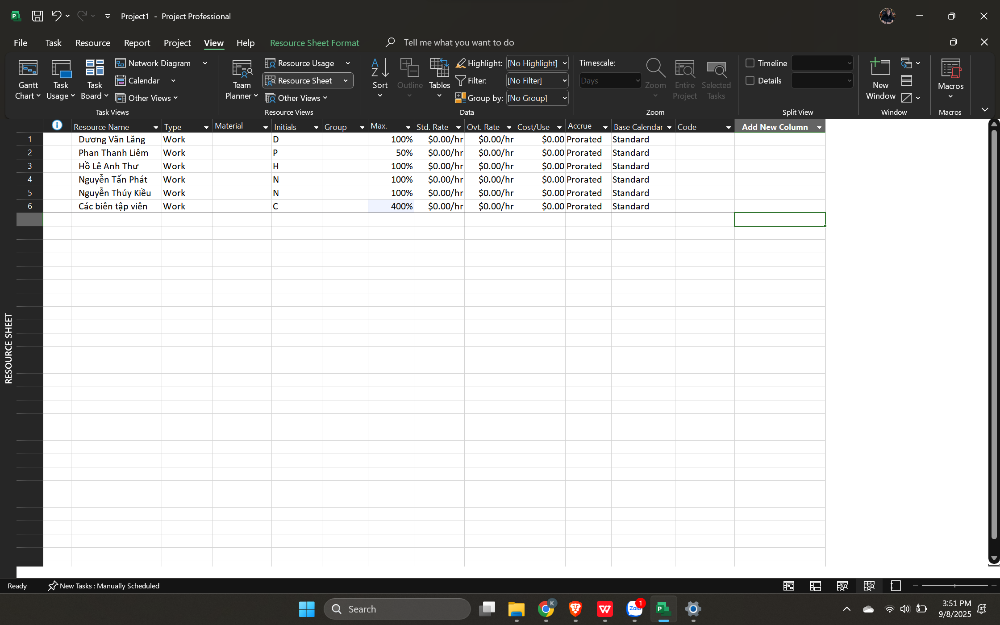 Project1 - Project Professional
File Task Resource Report Project View Help Resource Sheet Format Tell me what you want to do
Gantt Chart
Task Usage
Task Board
Network Diagram
Calendar
Other Views
Task Views
Team Planner
Resource Usage
Resource Sheet
Other Views
Resource Views
Sort
Outline
Tables
Highlight: [No Highlight]
Filter: [No Filter]
Group by: [No Group]
Data
Timescale:
Days
Zoom
Entire Project
Selected Tasks
Zoom
Timeline
Details
Split View
New Window
Window
Macros
Macros
Resource Name Type Material Initials Group Max. Std. Rate Ovt. Rate Cost/Use Accrue Base Calendar Code Add New Column
1 Dương Văn Lăng Work D 100% $0.00/hr $0.00/hr $0.00 Prorated Standard
2 Phan Thanh Liêm Work P 50% $0.00/hr $0.00/hr $0.00 Prorated Standard
3 Hồ Lê Anh Thư Work H 100% $0.00/hr $0.00/hr $0.00 Prorated Standard
4 Nguyễn Tấn Phát Work N 100% $0.00/hr $0.00/hr $0.00 Prorated Standard
5 Nguyễn Thúy Kiều Work N 100% $0.00/hr $0.00/hr $0.00 Prorated Standard
6 Các biên tập viên Work C 400% $0.00/hr $0.00/hr $0.00 Prorated Standard
RESOURCE SHEET
Ready New Tasks : Manually Scheduled
Search
K
Zalo
1
3:51 PM
9/8/2025